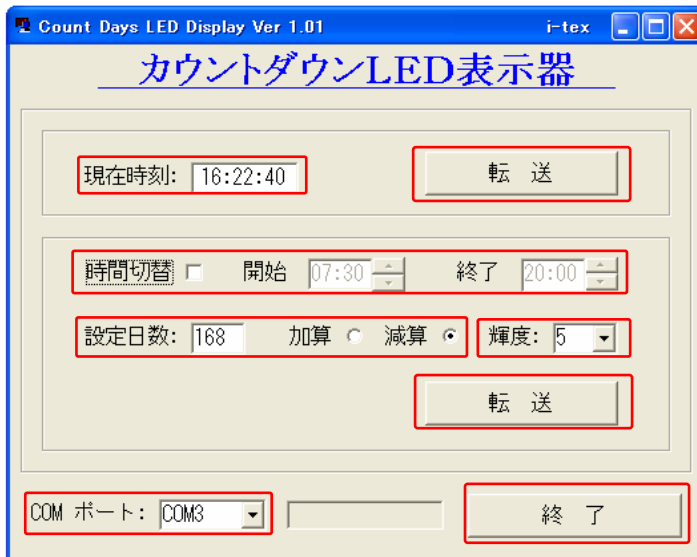 Count Days LED Display Ver 1.01 i-tex
カウントダウンLED表示器
現在時刻: 16:22:40 転 送
時間切替 開始 07:30 終了 20:00
設定日数: 168 加算 減算 輝度: 5
転 送
COM ポート: COM3 終 了